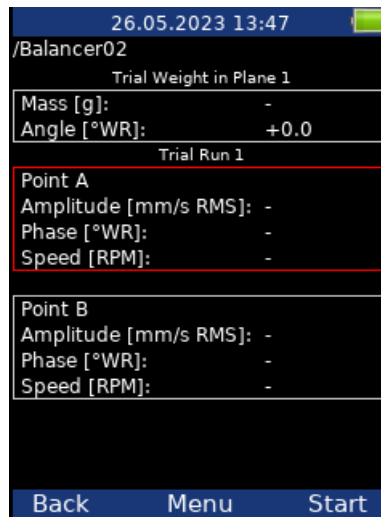 26.05.2023 13:47
/Balancer02
Trial Weight in Plane 1
Mass [g]: -
Angle [°WR]: +0.0
Trial Run 1
Point A
Amplitude [mm/s RMS]: -
Phase [°WR]: -
Speed [RPM]: -
Point B
Amplitude [mm/s RMS]: -
Phase [°WR]: -
Speed [RPM]: -
Back Menu Start